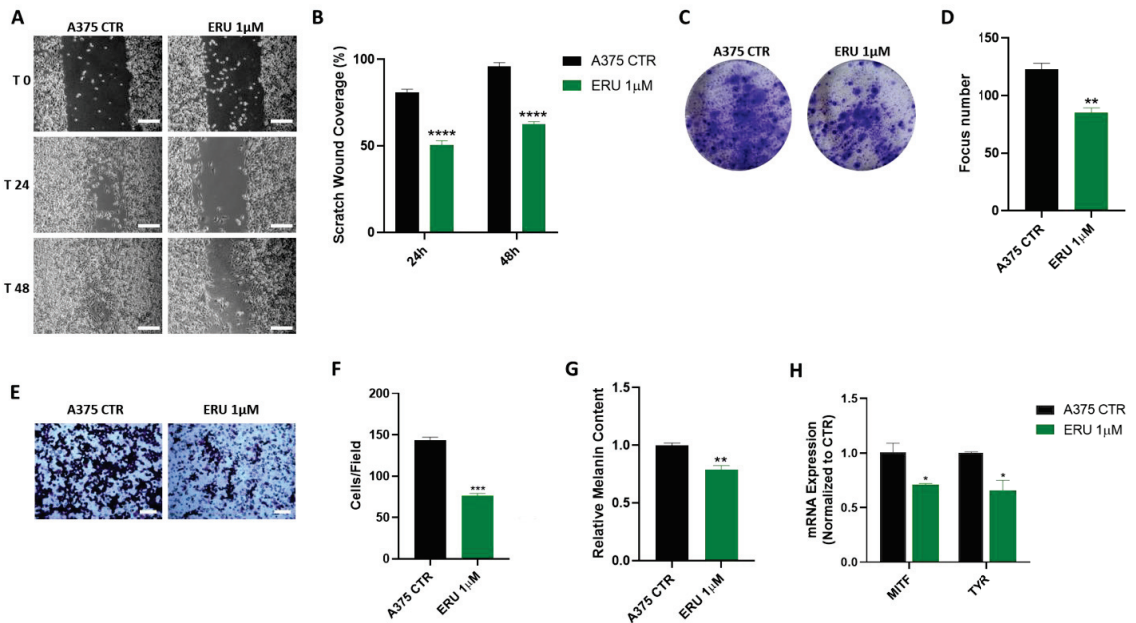 A
A375 CTR
ERU 1µM
T 0
T 24
T 48
B
Scratch Wound Coverage (%)
100
50
0
****
****
24h
48h
A375 CTR
ERU 1µM
C
A375 CTR
ERU 1µM
D
Focus number
150
100
50
0
**
A375 CTR
ERU 1µM
E
A375 CTR
ERU 1µM
F
Cells/Field
200
150
100
50
0
***
A375 CTR
ERU 1µM
G
Relative Melanin Content
1.5
1.0
0.5
0.0
**
A375 CTR
ERU 1µM
H
mRNA Expression
(Normalized to CTR)
1.5
1.0
0.5
0.0
*
*
MITF
TYR
A375 CTR
ERU 1µM